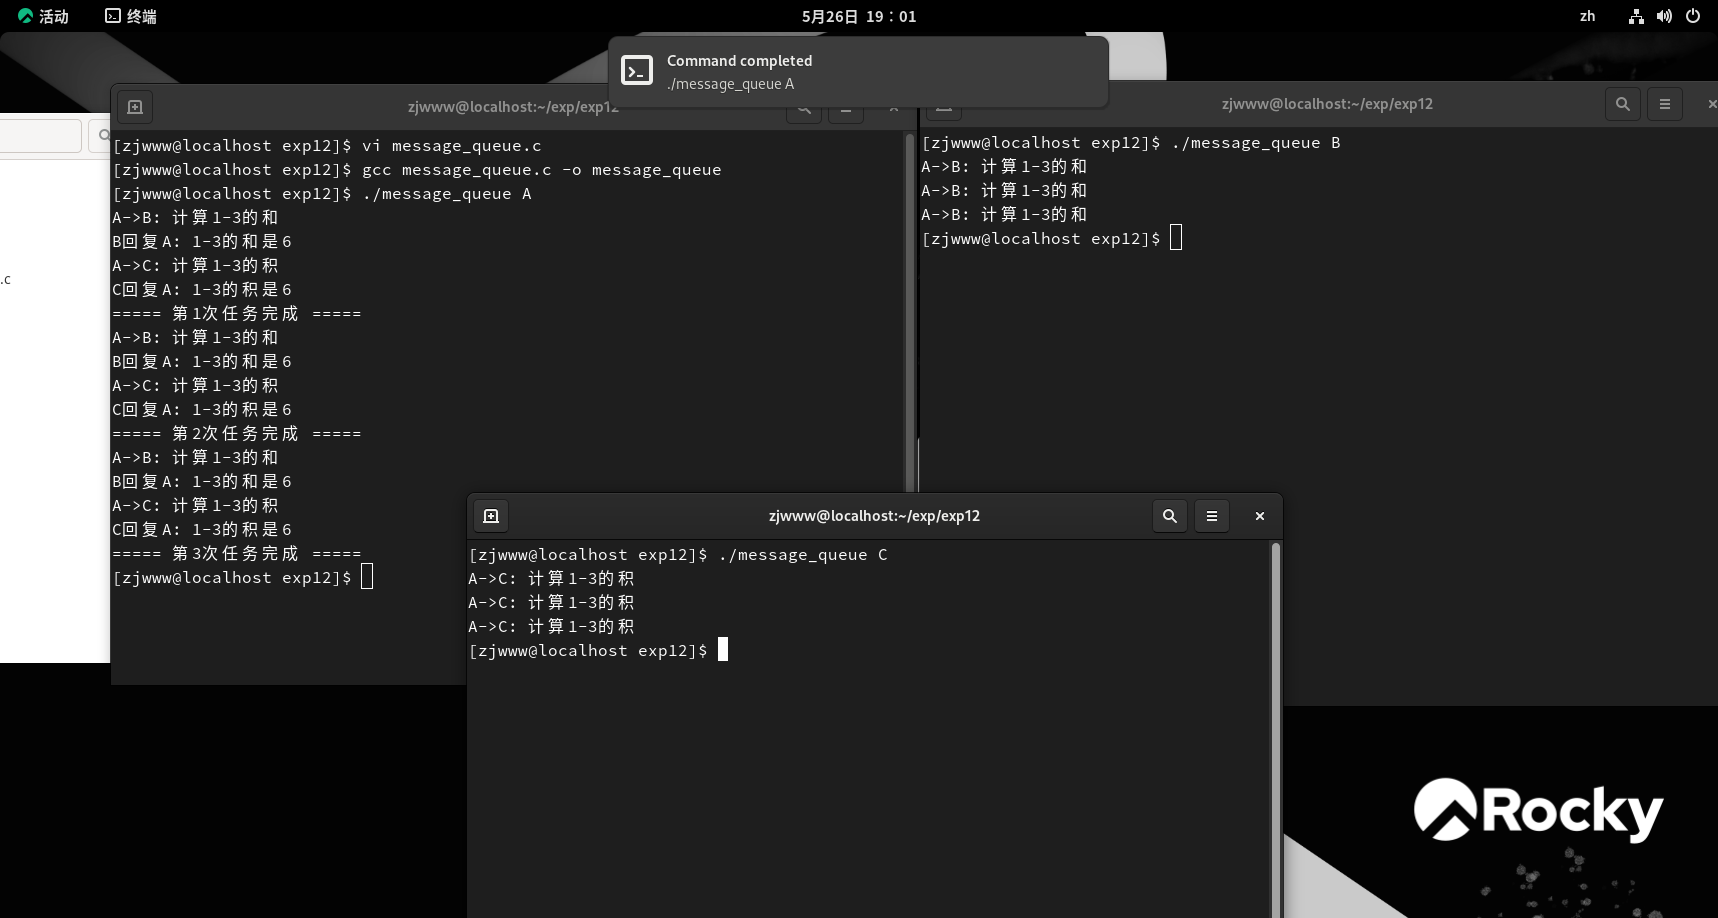 活动
终端
5月26日 19：01
zh
Command completed
./message_queue A
.c
zjwww@localhost:~/exp/exp12
[zjwww@localhost exp12]$ vi message_queue.c
[zjwww@localhost exp12]$ gcc message_queue.c -o message_queue
[zjwww@localhost exp12]$ ./message_queue A
A->B: 计算1-3的和
B回复A: 1-3的和是6
A->C: 计算1-3的积
C回复A: 1-3的积是6
===== 第1次任务完成 =====
A->B: 计算1-3的和
B回复A: 1-3的和是6
A->C: 计算1-3的积
C回复A: 1-3的积是6
===== 第2次任务完成 =====
A->B: 计算1-3的和
B回复A: 1-3的和是6
A->C: 计算1-3的积
C回复A: 1-3的积是6
===== 第3次任务完成 =====
[zjwww@localhost exp12]$
zjwww@localhost:~/exp/exp12
[zjwww@localhost exp12]$ ./message_queue B
A->B: 计算1-3的和
A->B: 计算1-3的和
A->B: 计算1-3的和
[zjwww@localhost exp12]$
zjwww@localhost:~/exp/exp12
[zjwww@localhost exp12]$ ./message_queue C
A->C: 计算1-3的积
A->C: 计算1-3的积
A->C: 计算1-3的积
[zjwww@localhost exp12]$
Rocky